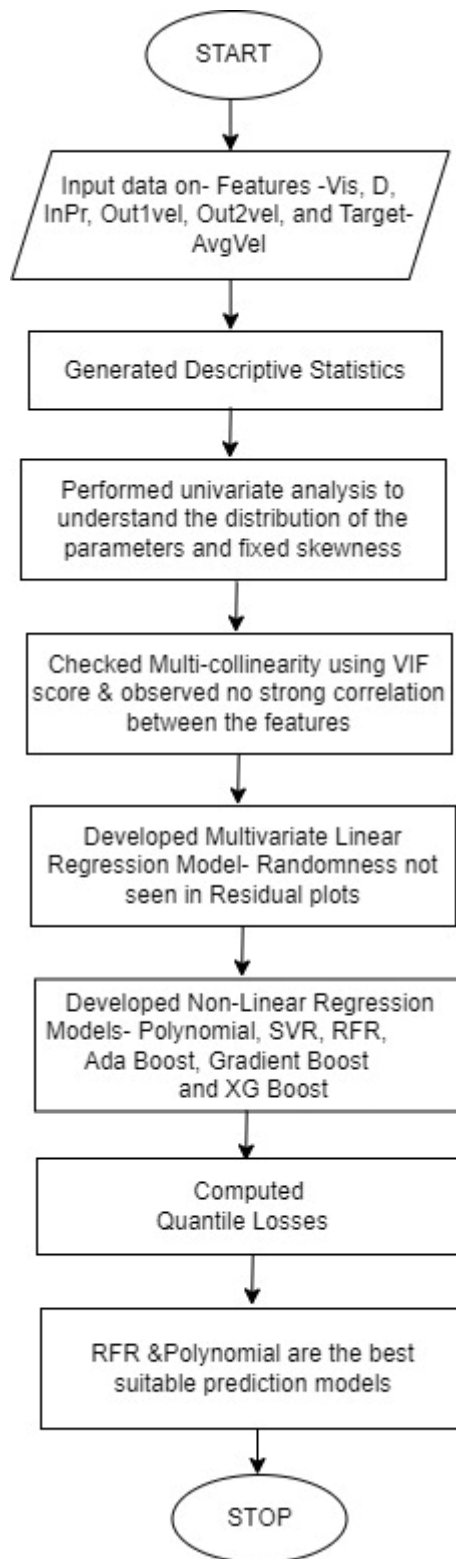 START
Input data on- Features -Vis, D,
InPr, Out1vel, Out2vel, and Target-
AvgVel
Generated Descriptive Statistics
Performed univariate analysis to
understand the distribution of the
parameters and fixed skewness
Checked Multi-collinearity using VIF
score & observed no strong correlation
between the features
Developed Multivariate Linear
Regression Model- Randomness not
seen in Residual plots
Developed Non-Linear Regression
Models- Polynomial, SVR, RFR,
Ada Boost, Gradient Boost
and XG Boost
Computed
Quantile Losses
RFR &Polynomial are the best
suitable prediction models
STOP